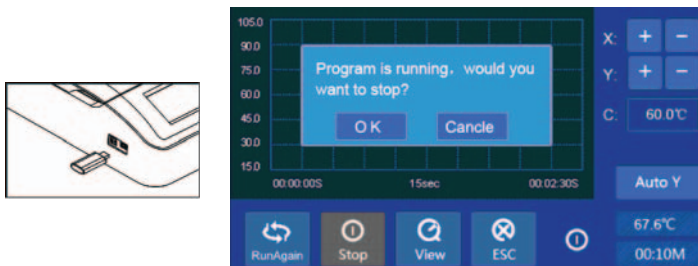 105.0
90.0
75.0
60.0
45.0
30.0
15.0
00:00:00S
15sec
00:02:30S
Program is running, would you
want to stop?
OK
Cancle
X: + −
Y: + −
C: 60.0℃
Auto Y
67.6℃
00:10M
RunAgain
Stop
View
ESC